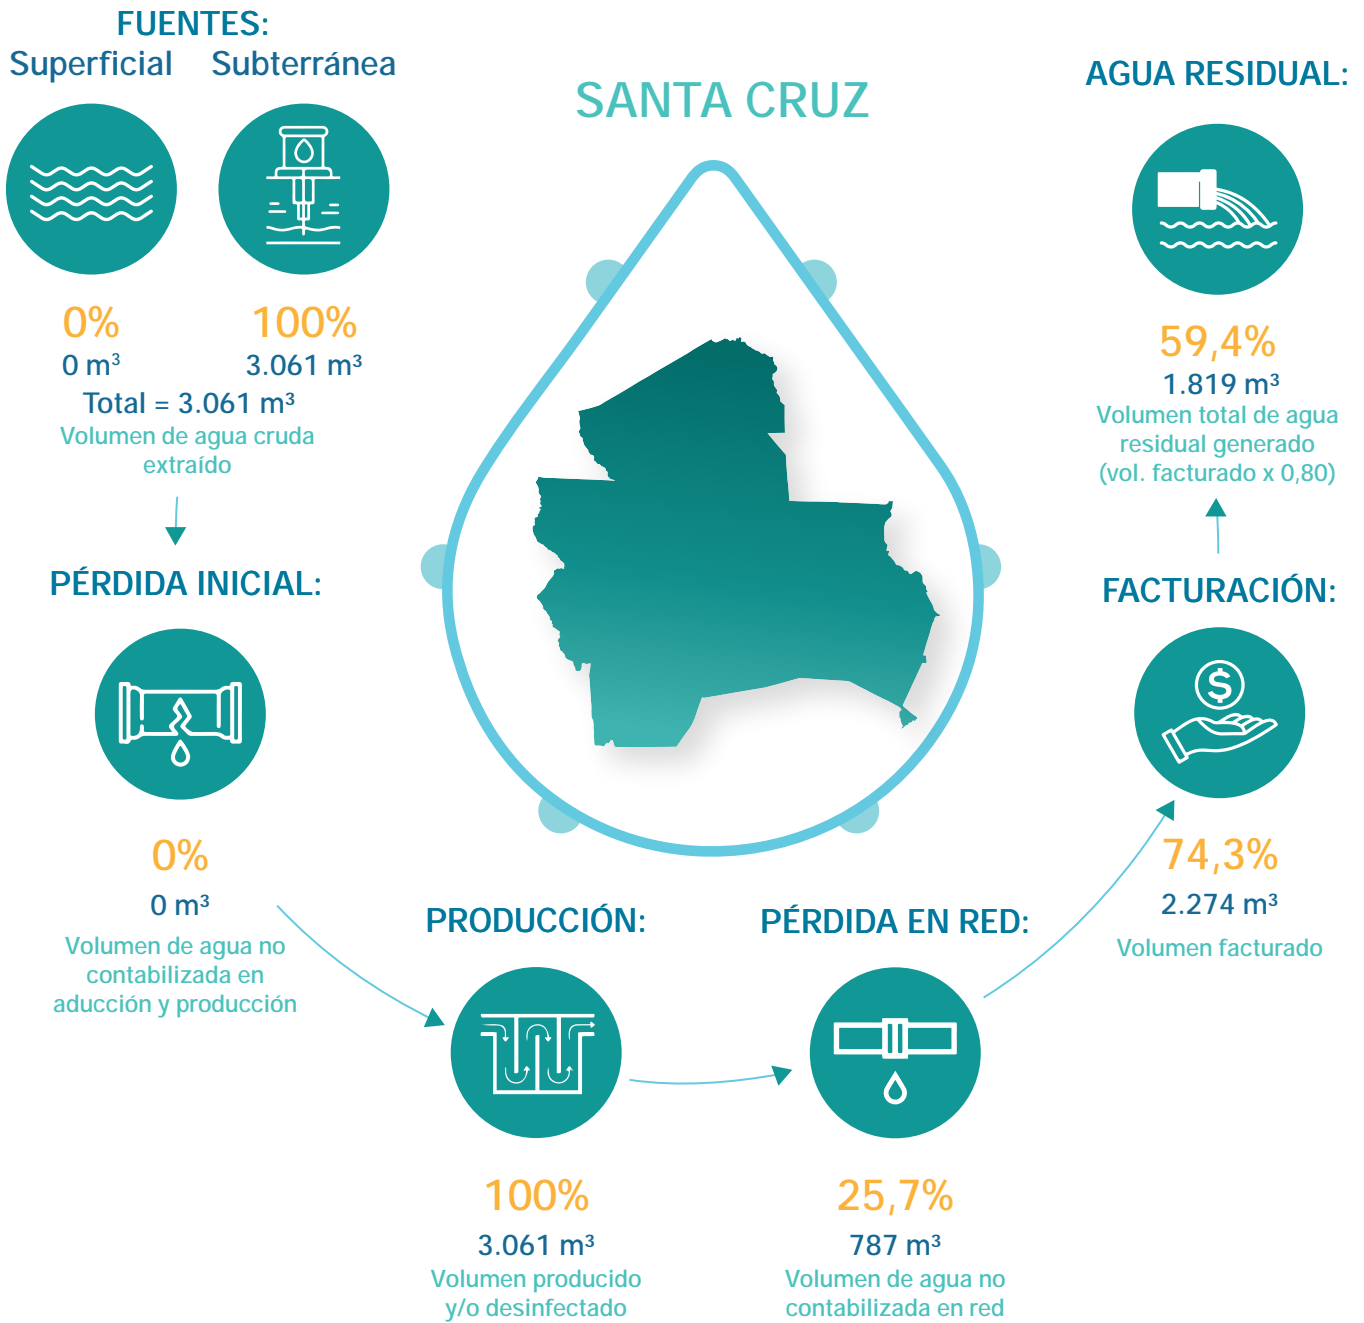 FUENTES:
Superficial
Subterránea
0%
0 m³
100%
3.061 m³
Total = 3.061 m³
Volumen de agua cruda
extraído
PÉRDIDA INICIAL:
0%
0 m³
Volumen de agua no
contabilizada en
aducción y producción
SANTA CRUZ
PRODUCCIÓN:
100%
3.061 m³
Volumen producido
y/o desinfectado
PÉRDIDA EN RED:
25,7%
787 m³
Volumen de agua no
contabilizada en red
FACTURACIÓN:
$
74,3%
2.274 m³
Volumen facturado
AGUA RESIDUAL:
59,4%
1.819 m³
Volumen total de agua
residual generado
(vol. facturado x 0,80)